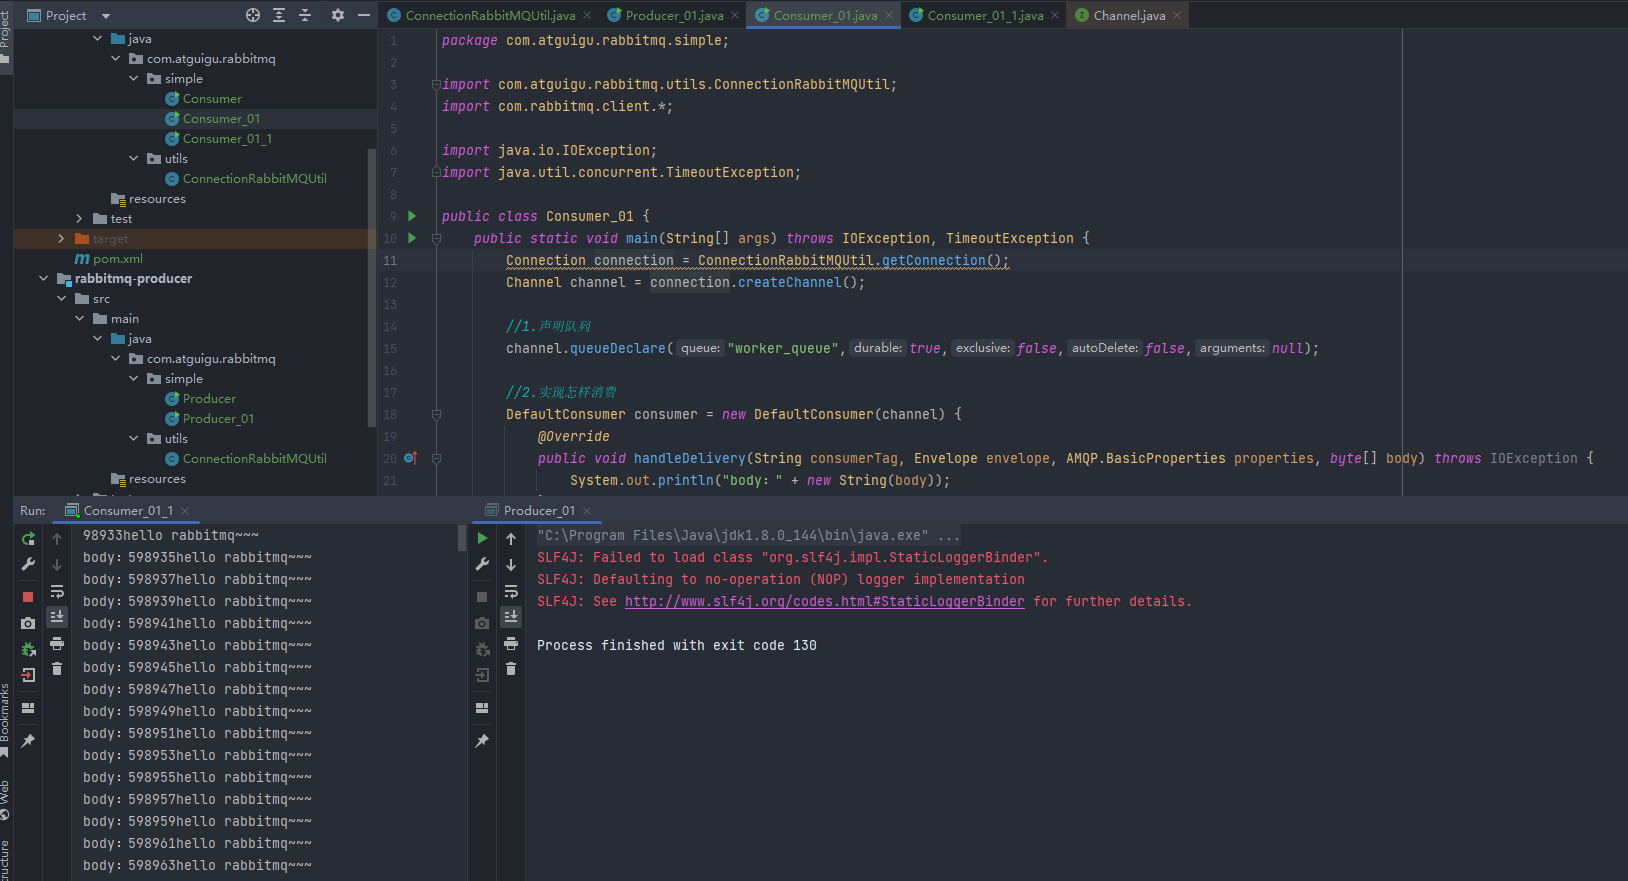 Project
ConnectionRabbitMQUtil.java
Producer_01.java
Consumer_01.java
Consumer_01_1.java
Channel.java
Project
java
com.atguigu.rabbitmq
simple
Consumer
Consumer_01
Consumer_01_1
utils
ConnectionRabbitMQUtil
resources
test
target
pom.xml
rabbitmq-producer
src
main
java
com.atguigu.rabbitmq
simple
Producer
Producer_01
utils
ConnectionRabbitMQUtil
resources
1 package com.atguigu.rabbitmq.simple;
2
3 import com.atguigu.rabbitmq.utils.ConnectionRabbitMQUtil;
4 import com.rabbitmq.client.*;
5
6 import java.io.IOException;
7 import java.util.concurrent.TimeoutException;
8
9 public class Consumer_01 {
10 public static void main(String[] args) throws IOException, TimeoutException {
11 Connection connection = ConnectionRabbitMQUtil.getConnection();
12 Channel channel = connection.createChannel();
13
14 //1.声明队列
15 channel.queueDeclare( queue: "worker_queue", durable: true, exclusive: false, autoDelete: false, arguments: null);
16
17 //2.实现怎样消费
18 DefaultConsumer consumer = new DefaultConsumer(channel) {
19 @Override
20 public void handleDelivery(String consumerTag, Envelope envelope, AMQP.BasicProperties properties, byte[] body) throws IOException {
21 System.out.println("body：" + new String(body));
Run: Consumer_01_1
98933hello rabbitmq~~~
body：598935hello rabbitmq~~~
body：598937hello rabbitmq~~~
body：598939hello rabbitmq~~~
body：598941hello rabbitmq~~~
body：598943hello rabbitmq~~~
body：598945hello rabbitmq~~~
body：598947hello rabbitmq~~~
body：598949hello rabbitmq~~~
body：598951hello rabbitmq~~~
body：598953hello rabbitmq~~~
body：598955hello rabbitmq~~~
body：598957hello rabbitmq~~~
body：598959hello rabbitmq~~~
body：598961hello rabbitmq~~~
body：598963hello rabbitmq~~~
Producer_01
"C:\Program Files\Java\jdk1.8.0_144\bin\java.exe" ...
SLF4J: Failed to load class "org.slf4j.impl.StaticLoggerBinder".
SLF4J: Defaulting to no-operation (NOP) logger implementation
SLF4J: See http://www.slf4j.org/codes.html#StaticLoggerBinder for further details.
Process finished with exit code 130
Bookmarks
Web
ructure